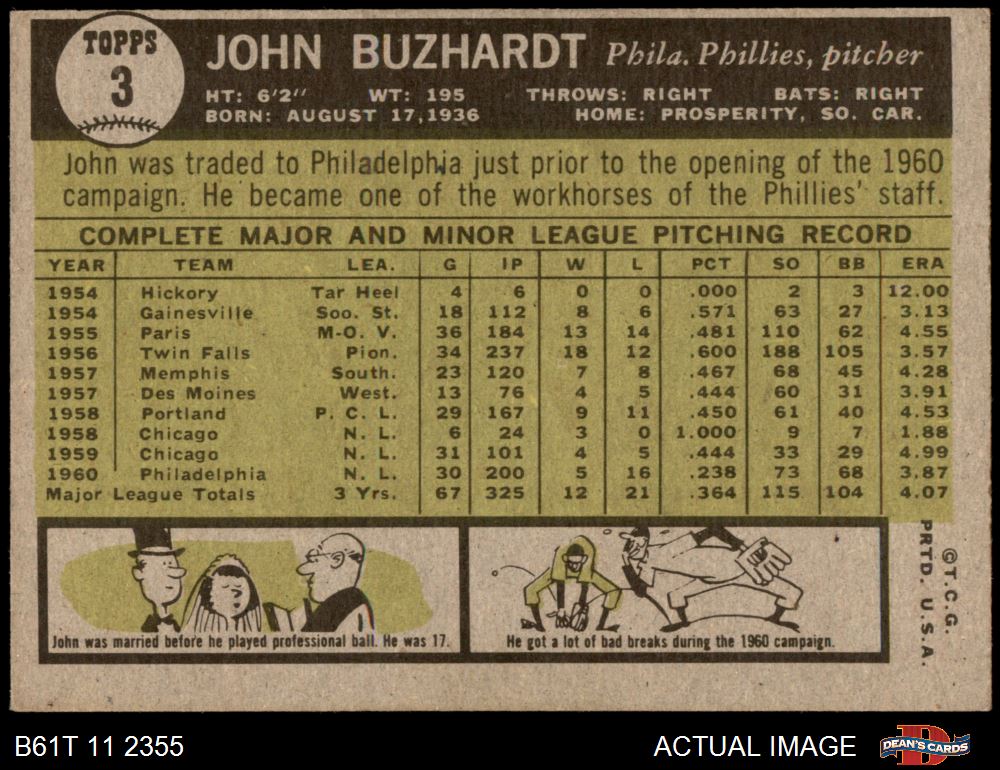 TOPPS
3
JOHN BUZHARDT Phila. Phillies, pitcher
HT: 6'2" WT: 195 THROWS: RIGHT BATS: RIGHT
BORN: AUGUST 17, 1936 HOME: PROSPERITY, SO. CAR.
John was traded to Philadelphia just prior to the opening of the 1960
campaign. He became one of the workhorses of the Phillies' staff.
COMPLETE MAJOR AND MINOR LEAGUE PITCHING RECORD
YEAR TEAM LEA. G IP W L PCT SO BB ERA
1954 Hickory Tar Heel 4 6 0 0 .000 2 3 12.00
1954 Gainesville Soo. St. 18 112 8 6 .571 63 27 3.13
1955 Paris M-O. V. 36 184 13 14 .481 110 62 4.55
1956 Twin Falls Pion. 34 237 18 12 .600 188 105 3.57
1957 Memphis South. 23 120 7 8 .467 68 45 4.28
1957 Des Moines West. 13 76 4 5 .444 60 31 3.91
1958 Portland P. C. L. 29 167 9 11 .450 61 40 4.53
1958 Chicago N. L. 6 24 3 0 1.000 9 7 1.88
1959 Chicago N. L. 31 101 4 5 .444 33 29 4.99
1960 Philadelphia N. L. 30 200 5 16 .238 73 68 3.87
Major League Totals 3 Yrs. 67 325 12 21 .364 115 104 4.07
John was married before he played professional ball. He was 17.
He got a lot of bad breaks during the 1960 campaign.
©T.C.G.
PRTD. U.S.A.
B61T 11 2355
ACTUAL IMAGE
D
DEAN'S CARDS